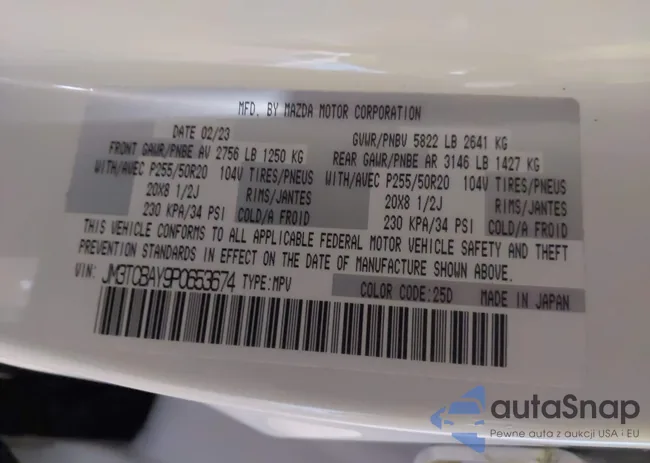 MFD. BY MAZDA MOTOR CORPORATION
DATE 02/23 GVWR/PNBV 5822 LB 2641 KG
FRONT GAWR/PNBE AV 2756 LB 1250 KG REAR GAWR/PNBE AR 3146 LB 1427 KG
WITH/AVEC P255/50R20 104V TIRES/PNEUS WITH/AVEC P255/50R20 104V TIRES/PNEUS
20X8 1/2J RIMS/JANTES 20X8 1/2J RIMS/JANTES
230 KPA/34 PSI COLD/A FROID 230 KPA/34 PSI COLD/A FROID
THIS VEHICLE CONFORMS TO ALL APPLICABLE FEDERAL MOTOR VEHICLE SAFETY AND THEFT
PREVENTION STANDARDS IN EFFECT ON THE DATE OF MANUFACTURE SHOWN ABOVE.
VIN: JM3TCBAY9P0653674 TYPE:MPV COLOR CODE:25D MADE IN JAPAN
autaSnap
Pewne auta z aukcji USA i EU